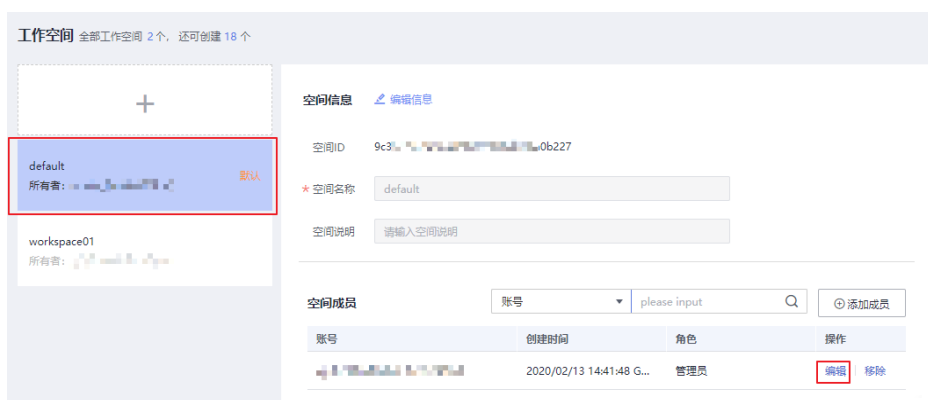 工作空间 全部工作空间 2 个，还可创建 18 个
+
default
默认
所有者：
workspace01
所有者：
空间信息 编辑信息
空间ID 9c3 0b227
* 空间名称 default
空间说明 请输入空间说明
空间成员 账号 please input 添加成员
账号 创建时间 角色 操作
2020/02/13 14:41:48 G... 管理员 编辑 移除